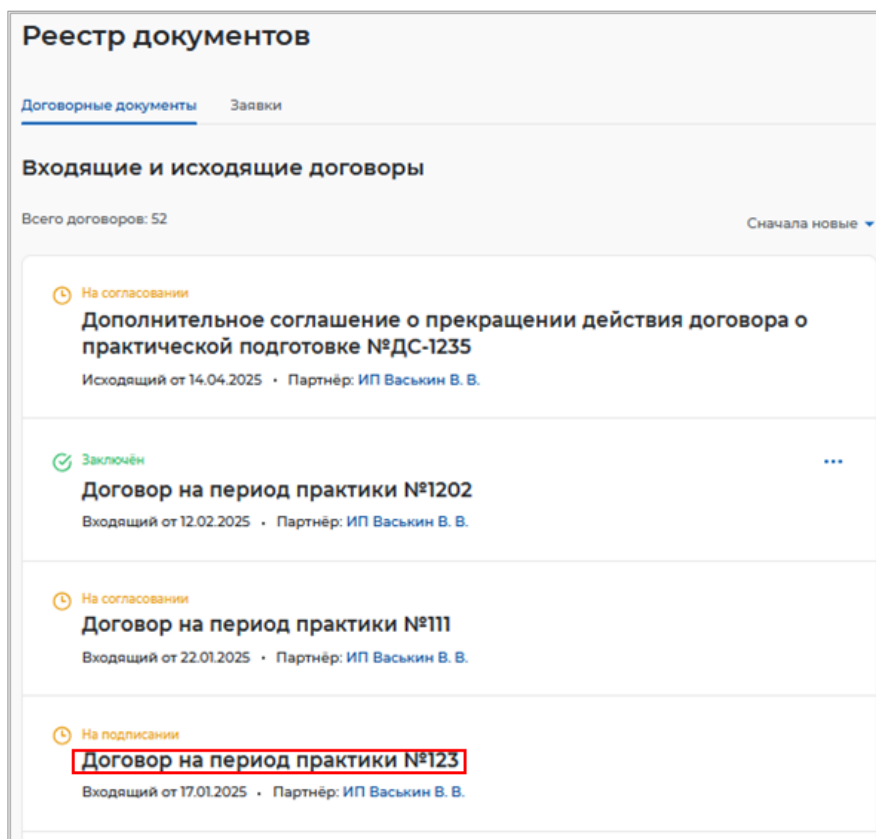 Реестр документов
Договорные документы Заявки
Входящие и исходящие договоры
Всего договоров: 52 Сначала новые
На согласовании
Дополнительное соглашение о прекращении действия договора о
практической подготовке №ДС-1235
Исходящий от 14.04.2025 • Партнёр: ИП Васькин В. В.
Заключён
Договор на период практики №1202
Входящий от 12.02.2025 • Партнёр: ИП Васькин В. В.
На согласовании
Договор на период практики №111
Входящий от 22.01.2025 • Партнёр: ИП Васькин В. В.
На подписании
Договор на период практики №123
Входящий от 17.01.2025 • Партнёр: ИП Васькин В. В.